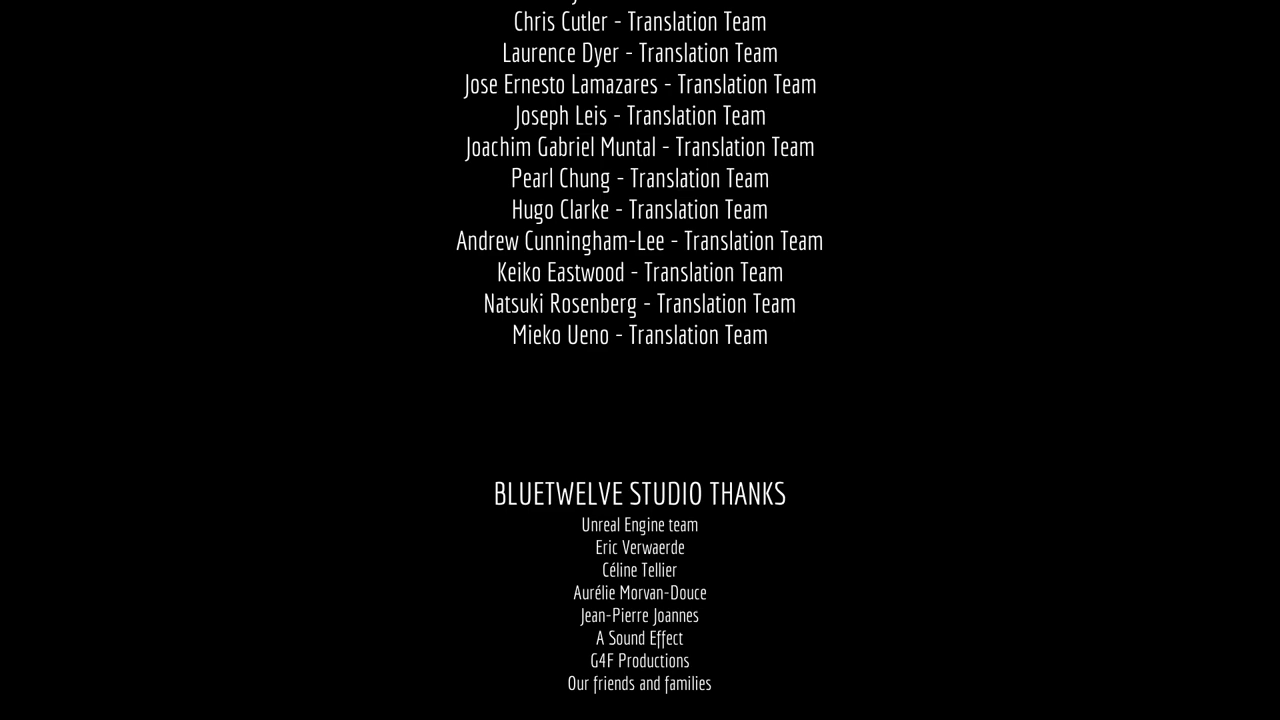 Chris Cutler - Translation Team
Laurence Dyer - Translation Team
Jose Ernesto Lamazares - Translation Team
Joseph Leis - Translation Team
Joachim Gabriel Muntal - Translation Team
Pearl Chung - Translation Team
Hugo Clarke - Translation Team
Andrew Cunningham-Lee - Translation Team
Keiko Eastwood - Translation Team
Natsuki Rosenberg - Translation Team
Mieko Ueno - Translation Team
BLUETWELVE STUDIO THANKS
Unreal Engine team
Eric Verwaerde
Céline Tellier
Aurélie Morvan-Douce
Jean-Pierre Joannes
A Sound Effect
G4F Productions
Our friends and families